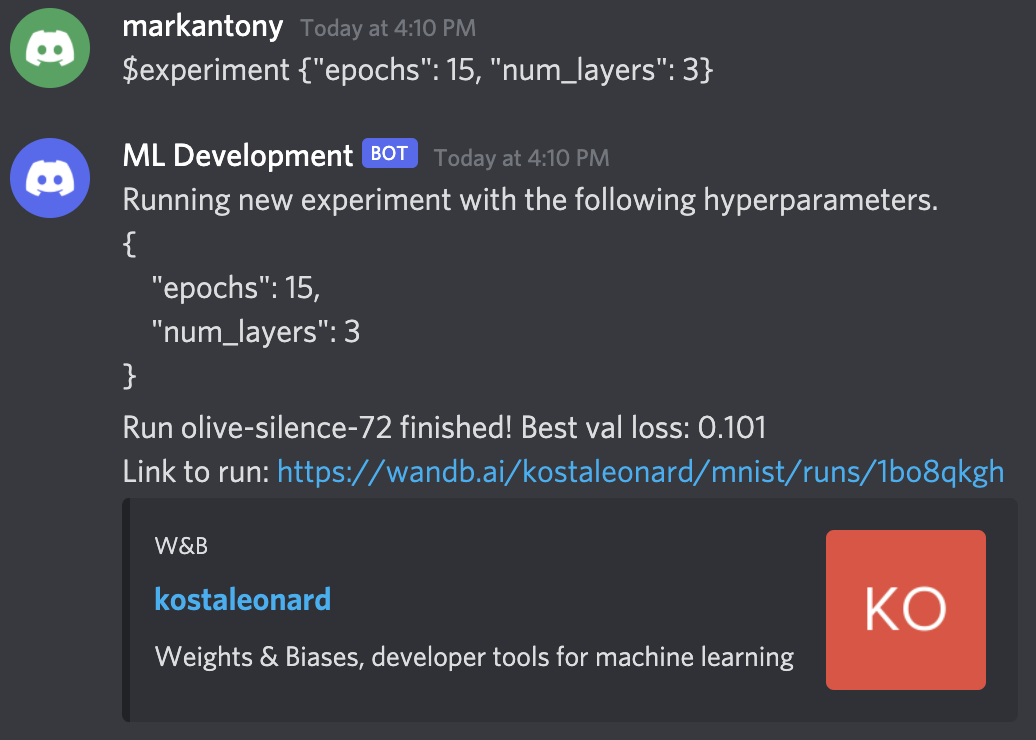 markantony Today at 4:10 PM
$experiment {"epochs": 15, "num_layers": 3}
ML Development BOT Today at 4:10 PM
Running new experiment with the following hyperparameters.
{
"epochs": 15,
"num_layers": 3
}
Run olive-silence-72 finished! Best val loss: 0.101
Link to run: https://wandb.ai/kostaleonard/mnist/runs/1bo8qkgh
W&B
kostaleonard
Weights & Biases, developer tools for machine learning
KO